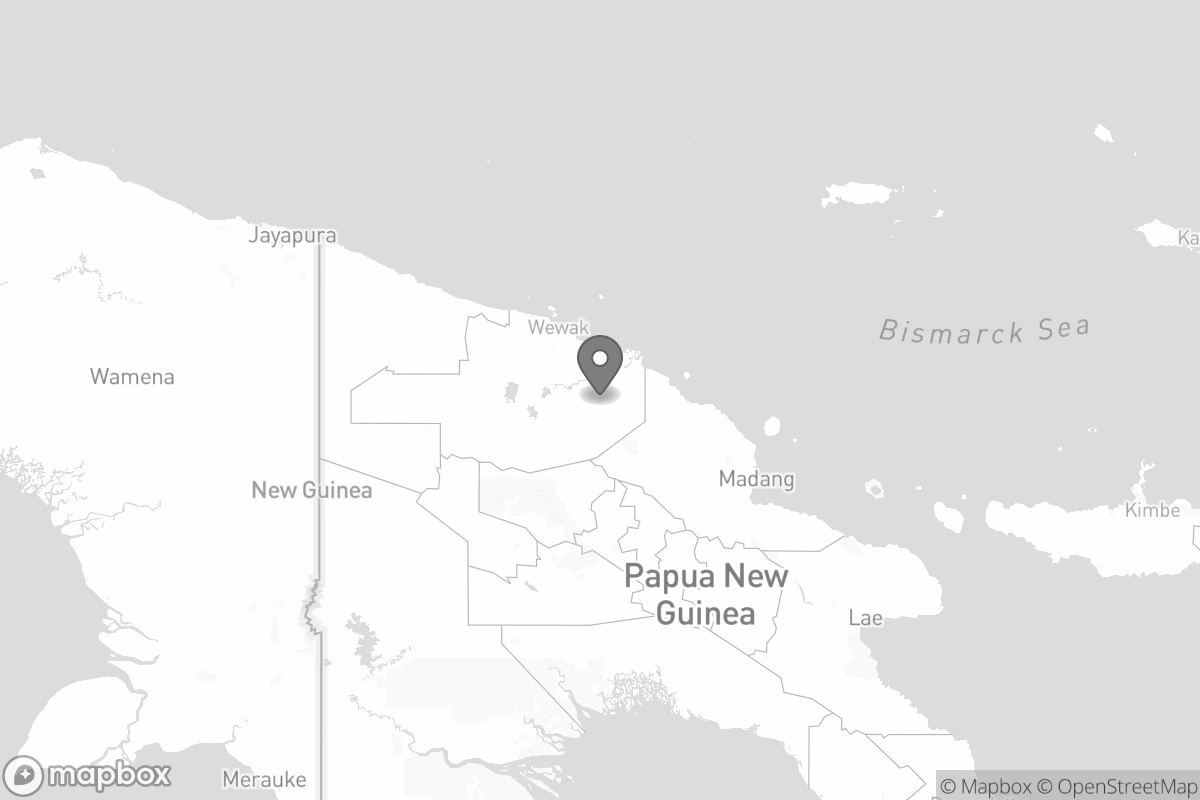 Jayapura
Ka
Wewak
Bismarck Sea
Wamena
Madang
New Guinea
Kimbe
Papua New
Guinea
Lae
Merauke
mapbox
© Mapbox © OpenStreetMap